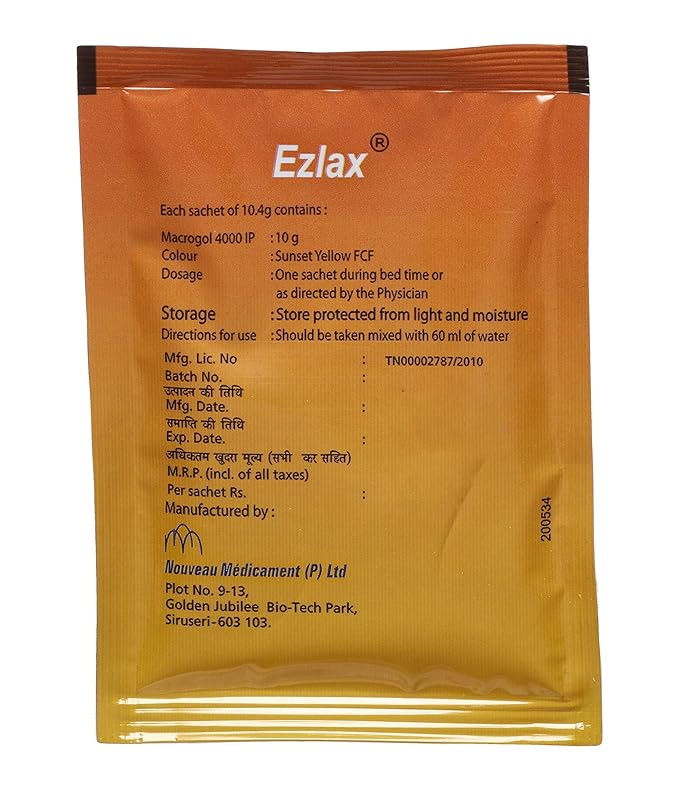 Ezlax®
Each sachet of 10.4g contains :
Macrogol 4000 IP : 10 g
Colour : Sunset Yellow FCF
Dosage : One sachet during bed time or
as directed by the Physician
Storage : Store protected from light and moisture
Directions for use : Should be taken mixed with 60 ml of water
Mfg. Lic. No : TN00002787/2010
Batch No. :
उत्पादन की तिथि
Mfg. Date. :
समाप्ति की तिथि
Exp. Date. :
अधिकतम खुदरा मूल्य (सभी कर सहित)
M.R.P. (incl. of all taxes)
Per sachet Rs. :
Manufactured by :
Nouveau Médicament (P) Ltd
Plot No. 9-13,
Golden Jubilee Bio-Tech Park,
Siruseri-603 103.
200534